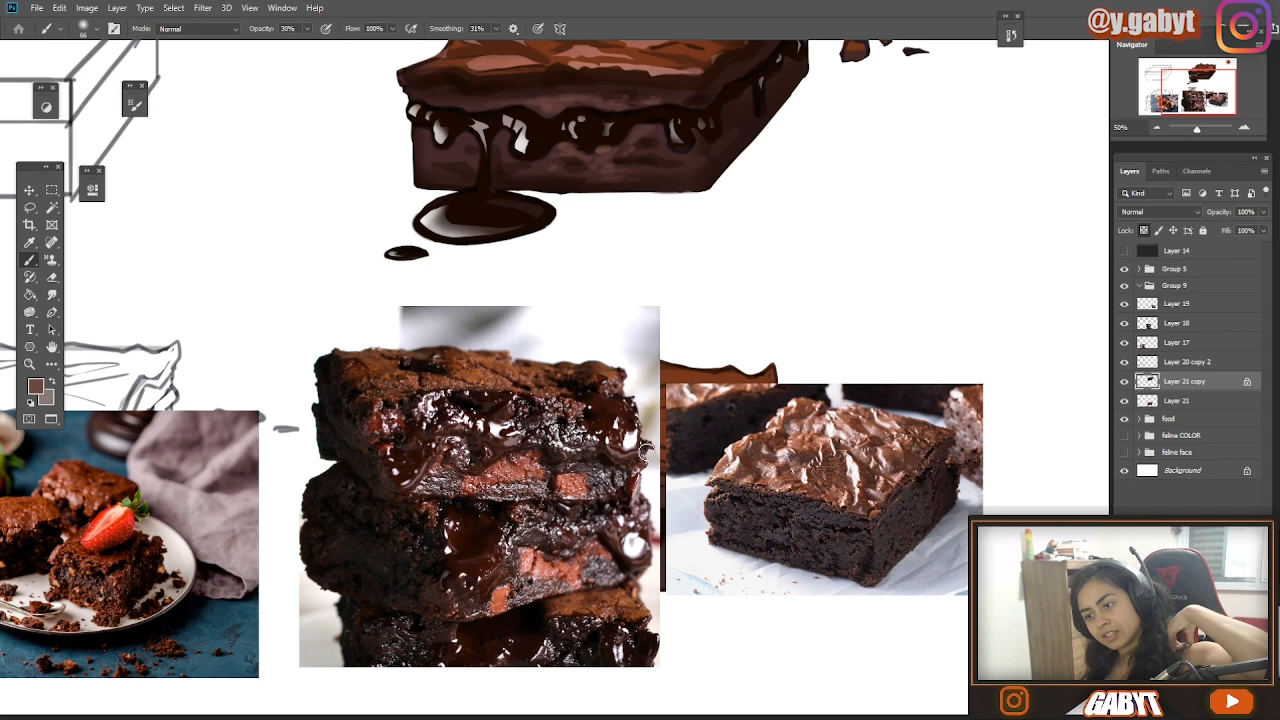 Ps File Edit Image Layer Type Select Filter 3D View Window Help
@y.gabyt
66 Mode: Normal Opacity: 30% Flow: 100% Smoothing: 31%
Navigator
50%
Layers Paths Channels
Kind
Normal Opacity: 100%
Lock: Fill: 100%
Layer 14
Group 5
Group 9
Layer 19
Layer 18
Layer 17
Layer 20 copy 2
Layer 21 copy
Layer 21
food
feline COLOR
feline face
Background
T
GABYT